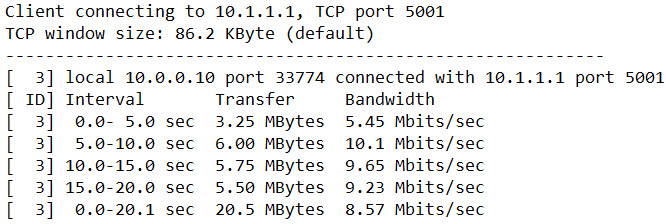 Client connecting to 10.1.1.1, TCP port 5001
TCP window size: 86.2 KByte (default)
------------------------------------------------------------
[  3] local 10.0.0.10 port 33774 connected with 10.1.1.1 port 5001
[ ID] Interval       Transfer     Bandwidth
[  3]  0.0- 5.0 sec  3.25 MBytes  5.45 Mbits/sec
[  3]  5.0-10.0 sec  6.00 MBytes  10.1 Mbits/sec
[  3] 10.0-15.0 sec  5.75 MBytes  9.65 Mbits/sec
[  3] 15.0-20.0 sec  5.50 MBytes  9.23 Mbits/sec
[  3]  0.0-20.1 sec  20.5 MBytes  8.57 Mbits/sec